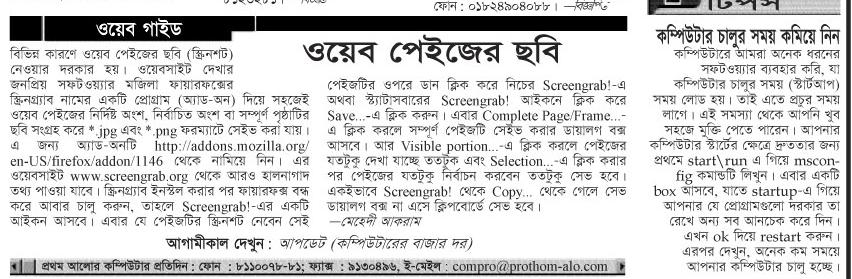 ফোন : ০১৮২৪৯০৪০৮৮। —বিজ্ঞপ্তি
ওয়েব গাইড
ওয়েব পেইজের ছবি
বিভিন্ন কারণে ওয়েব পেইজের ছবি (স্ক্রিনশট)
নেওয়ার দরকার হয়। ওয়েবসাইট দেখার
জনপ্রিয় সফটওয়্যার মজিলা ফায়ারফক্সের
স্ক্রিনগ্র্যাব নামের একটি প্রোগ্রাম (অ্যাড-অন) দিয়ে সহজেই
ওয়েব পেইজের নির্দিষ্ট অংশ, নির্বাচিত অংশ বা সম্পূর্ণ পৃষ্ঠাটির
ছবি সংগ্রহ করে *.jpg এবং *.png ফরম্যাটে সেইভ করা যায়।
এ জন্য অ্যাড-অনটি http://addons.mozilla.org/
en-US/firefox/addon/1146 থেকে নামিয়ে নিন। এর
ওয়েবসাইট www.screengrab.org থেকে আরও হালনাগাদ
তথ্য পাওয়া যাবে। স্ক্রিনগ্র্যাব ইনস্টল করার পর ফায়ারফক্স বন্ধ
করে আবার চালু করুন, তাহলে Screengrab!-এর একটি
আইকন আসবে। এবার যে পেইজটির স্ক্রিনশট নেবেন সেই
পেইজটির ওপরে ডান ক্লিক করে নিচের Screengrab!-এ
অথবা স্ট্যাটাসবারের Screengrab! আইকনে ক্লিক করে
Save...-এ ক্লিক করুন। এবার Complete Page/Frame...-
এ ক্লিক করলে সম্পূর্ণ পেইজটি সেইভ করার ডায়ালগ বক্স
আসবে। আর Visible portion...-এ ক্লিক করলে পেইজের
যতটুকু দেখা যাচ্ছে ততটুক এবং Selection...-এ ক্লিক করার
পর পেইজের যতটুকু নির্বাচন করবেন ততটুকু সেভ হবে।
একইভাবে Screengrab! থেকে Copy... থেকে গেলে সেভ
ডায়ালগ বক্স না এসে ক্লিপবোর্ডে সেভ হবে।
—মেহেদী আকরাম
আগামীকাল দেখুন : আপডেট (কম্পিউটারের বাজার দর)
প্রথম আলোর কম্পিউটার প্রতিদিন : ফোন : ৮১১০০৭৮-৮১; ফ্যাক্স : ৯১৩০৪৯৬, ই-মেইল : compro@prothom-alo.com
টিপস
কম্পিউটার চালুর সময় কমিয়ে নিন
কম্পিউটারে আমরা অনেক ধরনের
সফটওয়্যার ব্যবহার করি, যা
কম্পিউটার চালুর সময় (স্টার্টআপ)
সময় লোড হয়। তাই এতে প্রচুর সময়
লাগে। এই সমস্যা থেকে আপনি খুব
সহজে মুক্তি পেতে পারেন। আপনার
কম্পিউটার স্টার্টের ক্ষেত্রে দ্রুততার জন্য
প্রথমে start\run এ গিয়ে mscon-
fig কমান্ডটি লিখুন। এবার একটি
box আসবে, যাতে startup-এ গিয়ে
আপনার যে প্রোগ্রামগুলো দরকার তা
রেখে অন্য সব আনচেক করে দিন।
এখন ok দিয়ে restart করুন।
এরপর দেখুন, অনেক কম সময়ে
আপনার কম্পিউটার চালু হচ্ছে।